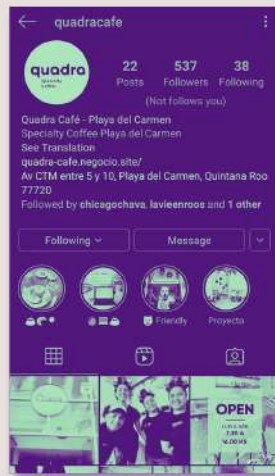 quadracafe
quadra
22
537
38
Posts
Followers
Following
(Not follows you)
Quadra Café - Playa del Carmen
Specialty Coffee Playa del Carmen
See Translation
quadra-cafe.negocio.site/
Av CTM entre 5 y 10, Playa del Carmen, Quintana Roo
77720
Followed by chicagochava, lavieenroos and 1 other
Following
Message
Friendly
Proyecto
OPEN